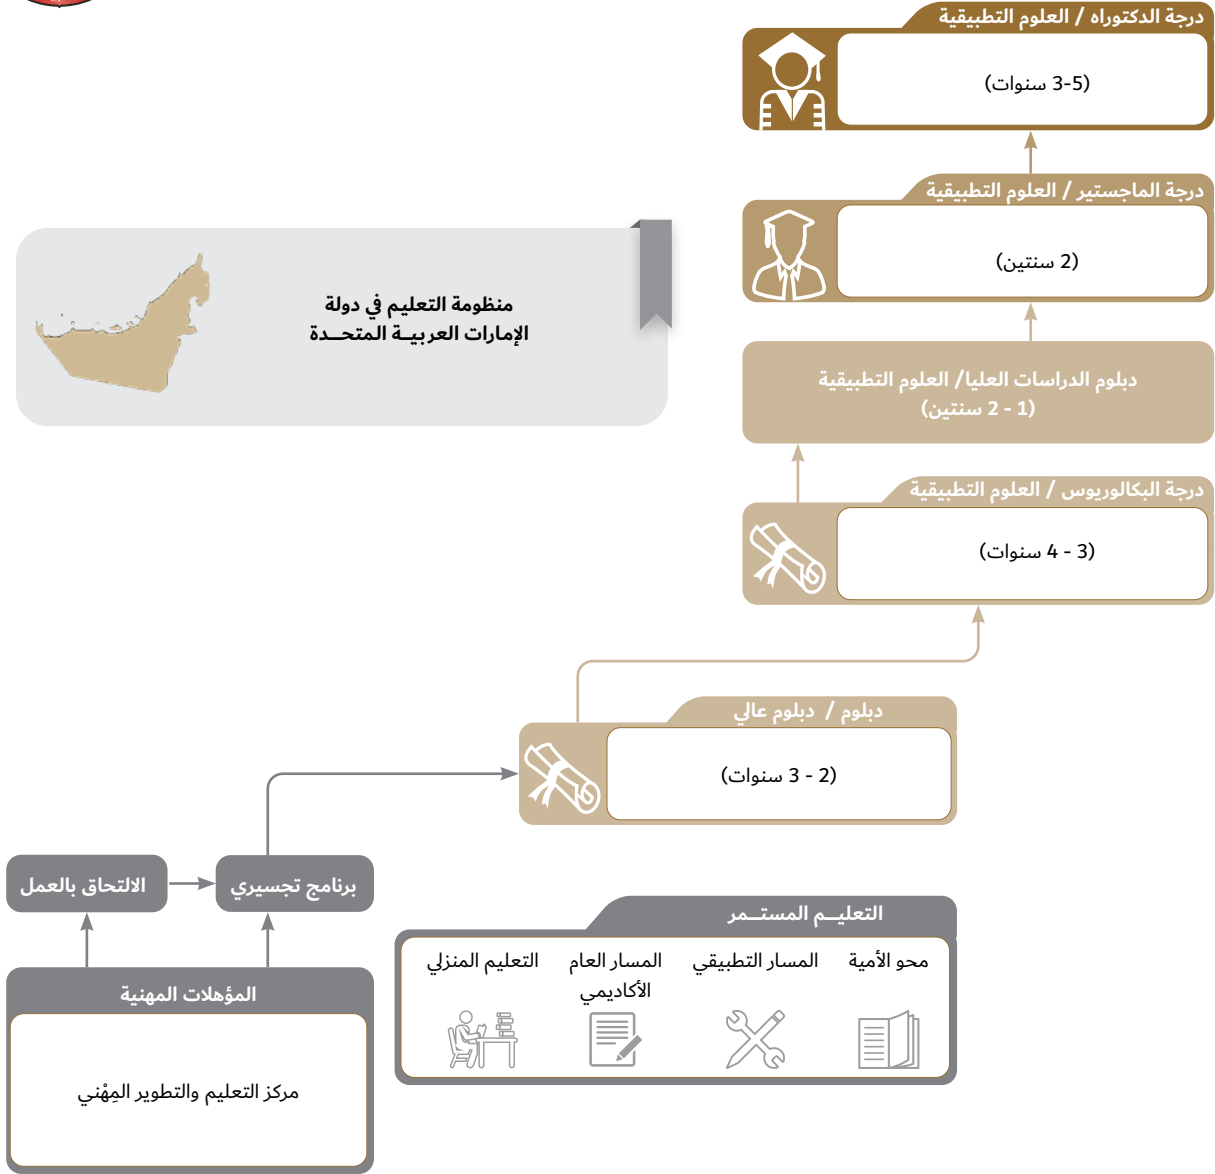 درجة الدكتوراه / العلوم التطبيقية
(3-5 سنوات)
درجة الماجستير / العلوم التطبيقية
(2 سنتين)
منظومة التعليم في دولة
الإمارات العربيــة المتحــدة
دبلوم الدراسات العليا/ العلوم التطبيقية
(1 - 2 سنتين)
درجة البكالوريوس / العلوم التطبيقية
(3 - 4 سنوات)
دبلوم / دبلوم عالي
(2 - 3 سنوات)
برنامج تجسيري
الالتحاق بالعمل
التعليــم المستــمر
محو الأمية
المسار التطبيقي
المسار العام
الأكاديمي
التعليم المنزلي
المؤهلات المهنية
مركز التعليم والتطوير المِهْني